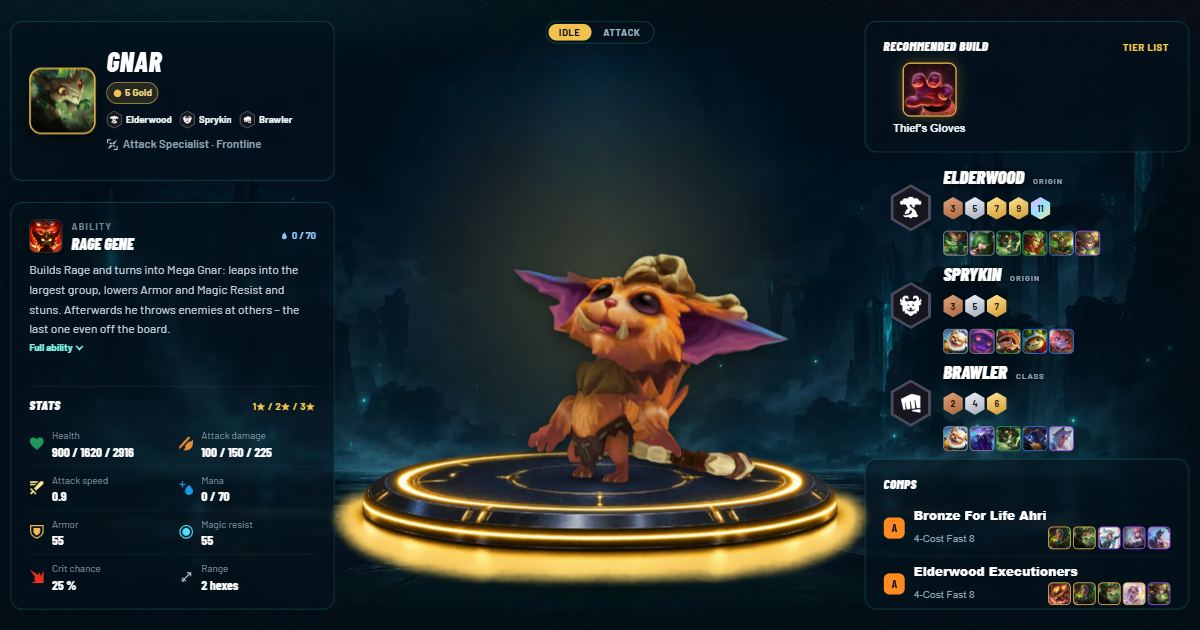 GNAR
5 Gold
Elderwood Sprykin Brawler
Attack Specialist · Frontline
ABILITY
RAGE GENE
0 / 70
Builds Rage and turns into Mega Gnar: leaps into the
largest group, lowers Armor and Magic Resist and
stuns. Afterwards he throws enemies at others – the
last one even off the board.
Full ability
STATS
1★ / 2★ / 3★
Health
900 / 1620 / 2916
Attack damage
100 / 150 / 225
Attack speed
0.9
Mana
0 / 70
Armor
55
Magic resist
55
Crit chance
25 %
Range
2 hexes
IDLE ATTACK
RECOMMENDED BUILD
TIER LIST
Thief's Gloves
ELDERWOOD ORIGIN
3 5 7 9 11
SPRYKIN ORIGIN
3 5 7
BRAWLER CLASS
2 4 6
COMPS
A
Bronze For Life Ahri
4-Cost Fast 8
A
Elderwood Executioners
4-Cost Fast 8